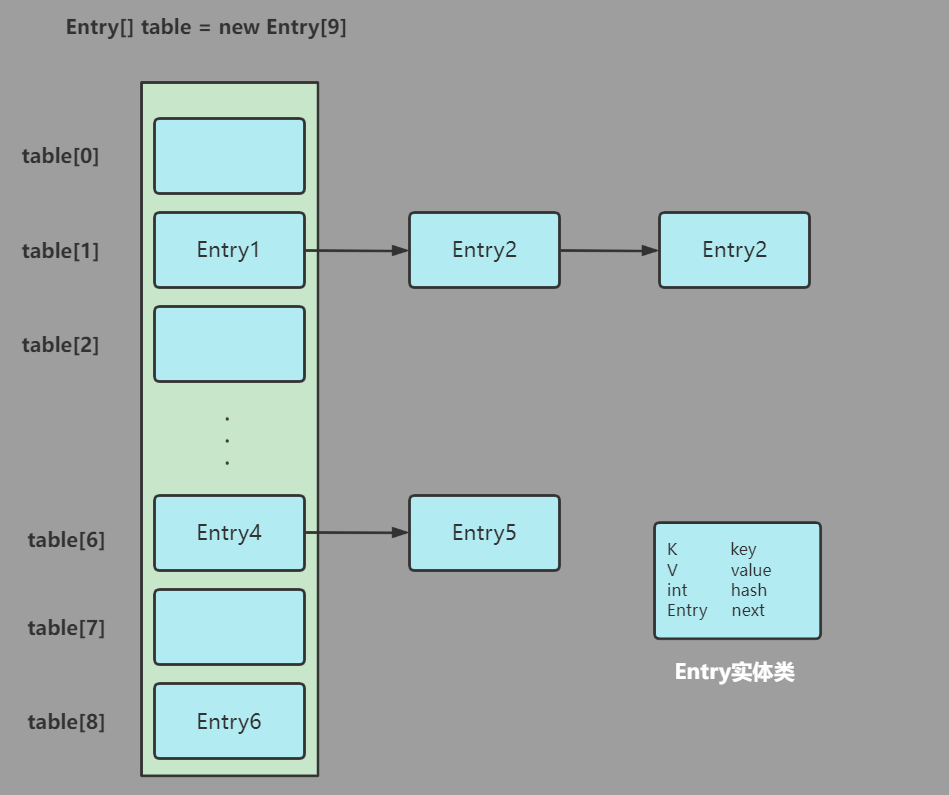 Entry[] table = new Entry[9]
table[0]
table[1] Entry1 Entry2 Entry2
table[2]
.
.
.
table[6] Entry4 Entry5
table[7]
table[8] Entry6
K key
V value
int hash
Entry next
Entry实体类